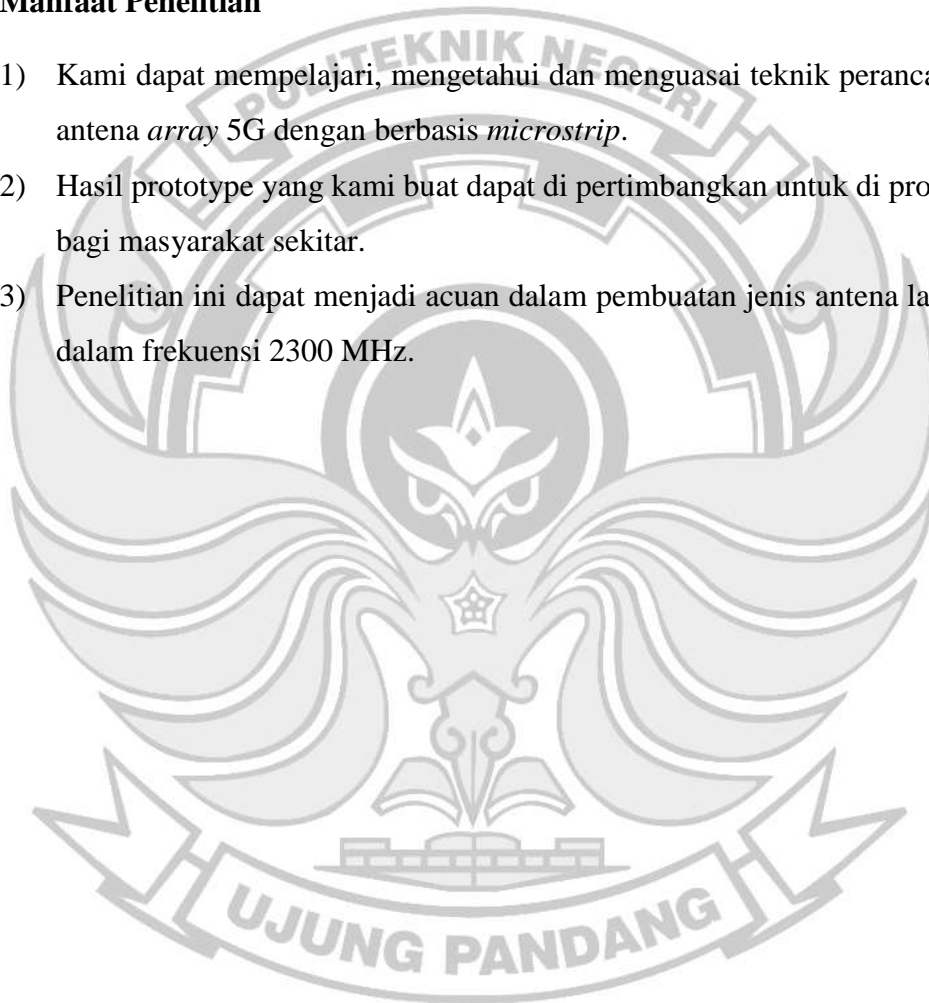 Manfaat Penelitian
1) Kami dapat mempelajari, mengetahui dan menguasai teknik peranca
antena array 5G dengan berbasis microstrip.
2) Hasil prototype yang kami buat dapat di pertimbangkan untuk di pro
bagi masyarakat sekitar.
3) Penelitian ini dapat menjadi acuan dalam pembuatan jenis antena la
dalam frekuensi 2300 MHz.
POLITEKNIK NEGERI
UJUNG PANDANG